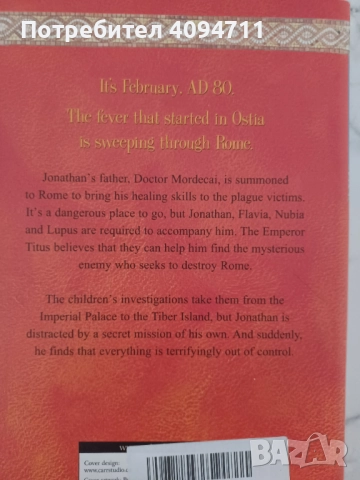 Потребител 4094711
It's February, AD 80.
The fever that started in Ostia
is sweeping through Rome.
Jonathan's father, Doctor Mordecai, is summoned
to Rome to bring his healing skills to the plague victims.
It's a dangerous place to go, but Jonathan, Flavia, Nubia
and Lupus are required to accompany him. The Emperor
Titus believes that they can help him find the mysterious
enemy who seeks to destroy Rome.
The children's investigations take them from the
Imperial Palace to the Tiber Island, but Jonathan is
distracted by a secret mission of his own. And suddenly,
he finds that everything is terrifyingly out of control.
Cover design:
bazar